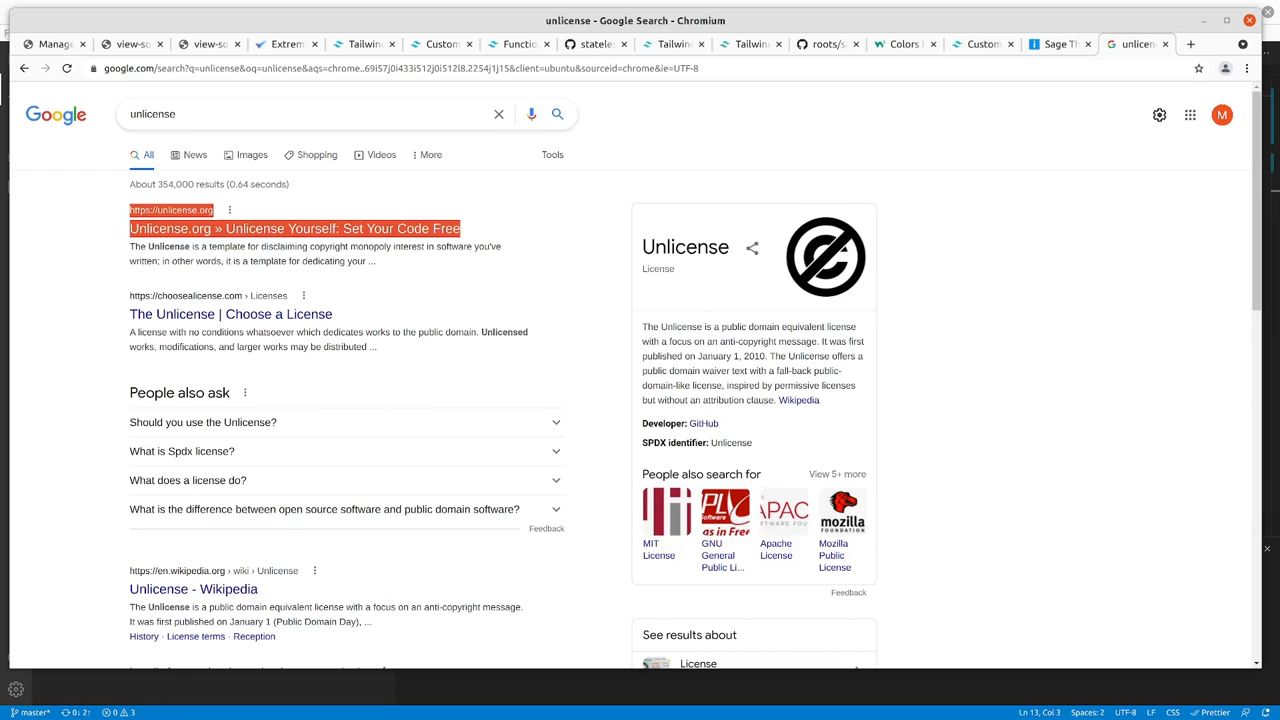 unlicense - Google Search - Chromium
Manage
view-so
view-so
Extrem
Tailwin
Custom
Functio
stateles
Tailwin
Tailwin
roots/sa
Colors
Custom
Sage Th
unlicen
google.com/search?q=unlicense&oq=unlicense&aqs=chrome..69i57j0i433i512j0i512l8.2254j1j15&client=ubuntu&sourceid=chrome&ie=UTF-8
Google
unlicense
M
All
News
Images
Shopping
Videos
More
Tools
About 354,000 results (0.64 seconds)
https://unlicense.org
Unlicense.org » Unlicense Yourself: Set Your Code Free
The Unlicense is a template for disclaiming copyright monopoly interest in software you've
written; in other words, it is a template for dedicating your ...
https://choosealicense.com › Licenses
The Unlicense | Choose a License
A license with no conditions whatsoever which dedicates works to the public domain. Unlicensed
works, modifications, and larger works may be distributed ...
People also ask
Should you use the Unlicense?
What is Spdx license?
What does a license do?
What is the difference between open source software and public domain software?
Feedback
https://en.wikipedia.org › wiki › Unlicense
Unlicense - Wikipedia
The Unlicense is a public domain equivalent license with a focus on an anti-copyright message.
It was first published on January 1 (Public Domain Day), ...
History · License terms · Reception
Unlicense
License
The Unlicense is a public domain equivalent license
with a focus on an anti-copyright message. It was first
published on January 1, 2010. The Unlicense offers a
public domain waiver text with a fall-back public-
domain-like license, inspired by permissive licenses
but without an attribution clause. Wikipedia
Developer: GitHub
SPDX identifier: Unlicense
People also search for
View 5+ more
MIT
License
GNU
General
Public Li...
Apache
License
Mozilla
Public
License
Feedback
See results about
License
master*
0↓ 2↑
0
3
Ln 13, Col 3
Spaces: 2
UTF-8
LF
CSS
Prettier